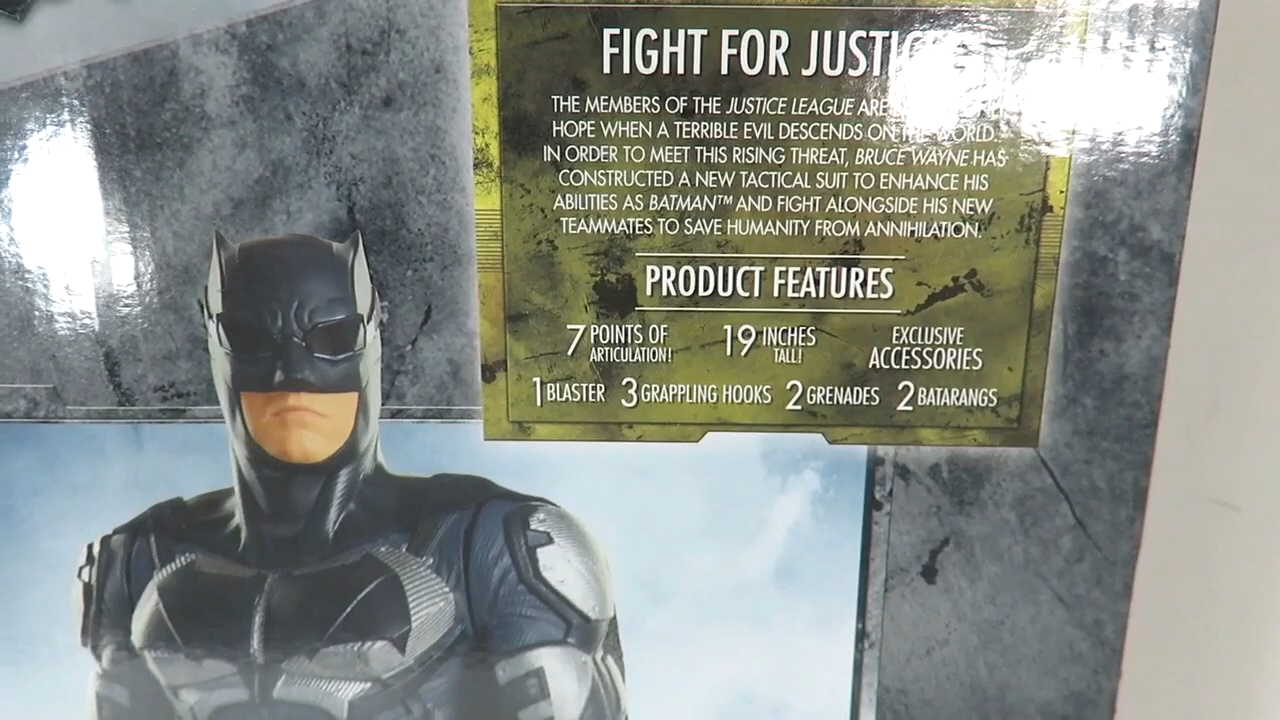 FIGHT FOR JUSTICE
THE MEMBERS OF THE JUSTICE LEAGUE ARE
HOPE WHEN A TERRIBLE EVIL DESCENDS ON THE WORLD.
IN ORDER TO MEET THIS RISING THREAT, BRUCE WAYNE HAS
CONSTRUCTED A NEW TACTICAL SUIT TO ENHANCE HIS
ABILITIES AS BATMAN™ AND FIGHT ALONGSIDE HIS NEW
TEAMMATES TO SAVE HUMANITY FROM ANNIHILATION.
PRODUCT FEATURES
7 POINTS OF ARTICULATION!
19 INCHES TALL!
EXCLUSIVE ACCESSORIES
1 BLASTER 3 GRAPPLING HOOKS 2 GRENADES 2 BATARANGS